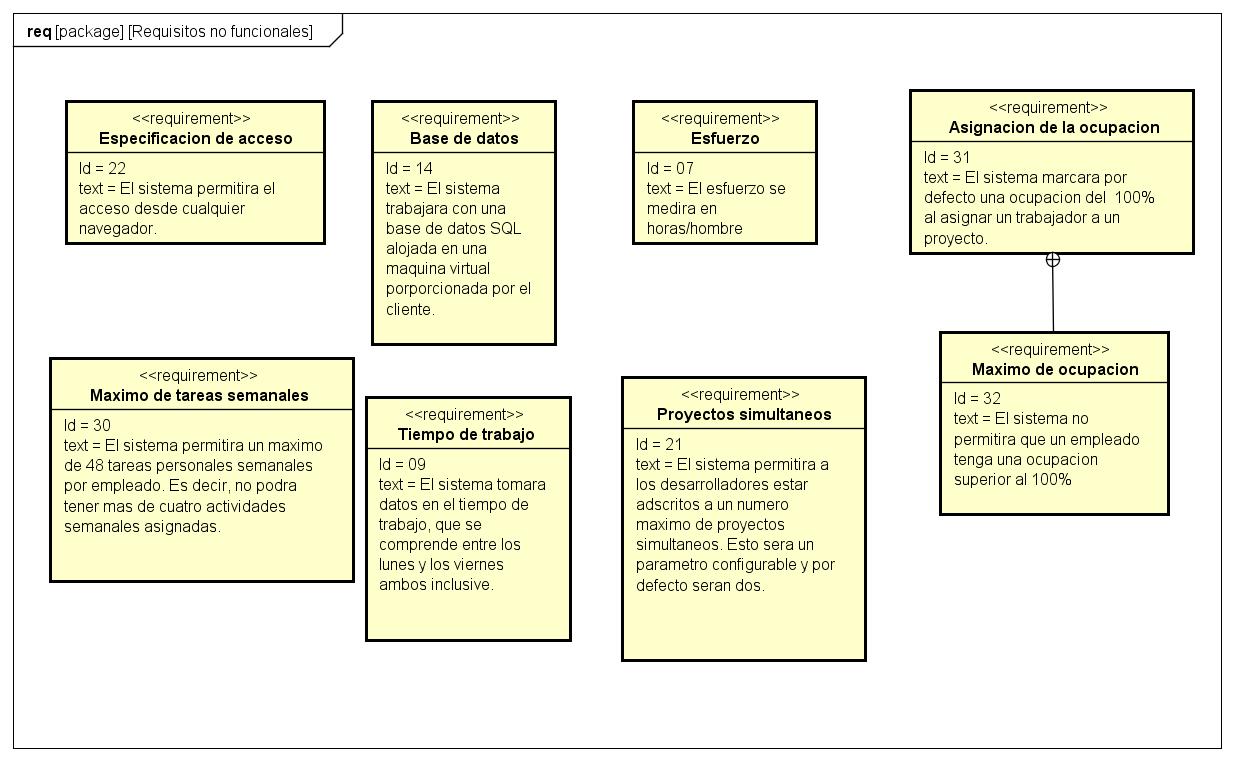 req [package] [Requisitos no funcionales]
<<requirement>>
Especificacion de acceso
Id = 22
text = El sistema permitira el
acceso desde cualquier
navegador.
<<requirement>>
Base de datos
Id = 14
text = El sistema
trabajara con una
base de datos SQL
alojada en una
maquina virtual
porporcionada por el
cliente.
<<requirement>>
Esfuerzo
Id = 07
text = El esfuerzo se
medira en
horas/hombre
<<requirement>>
Asignacion de la ocupacion
Id = 31
text = El sistema marcara por
defecto una ocupacion del  100%
al asignar un trabajador a un
proyecto.
<<requirement>>
Maximo de tareas semanales
Id = 30
text = El sistema permitira un maximo
de 48 tareas personales semanales
por empleado. Es decir, no podra
tener mas de cuatro actividades
semanales asignadas.
<<requirement>>
Tiempo de trabajo
Id = 09
text = El sistema tomara
datos en el tiempo de
trabajo, que se
comprende entre los
lunes y los viernes
ambos inclusive.
<<requirement>>
Proyectos simultaneos
Id = 21
text = El sistema permitira a
los desarrolladores estar
adscritos a un numero
maximo de proyectos
simultaneos. Esto sera un
parametro configurable y por
defecto seran dos.
<<requirement>>
Maximo de ocupacion
Id = 32
text = El sistema no
permitira que un empleado
tenga una ocupacion
superior al 100%